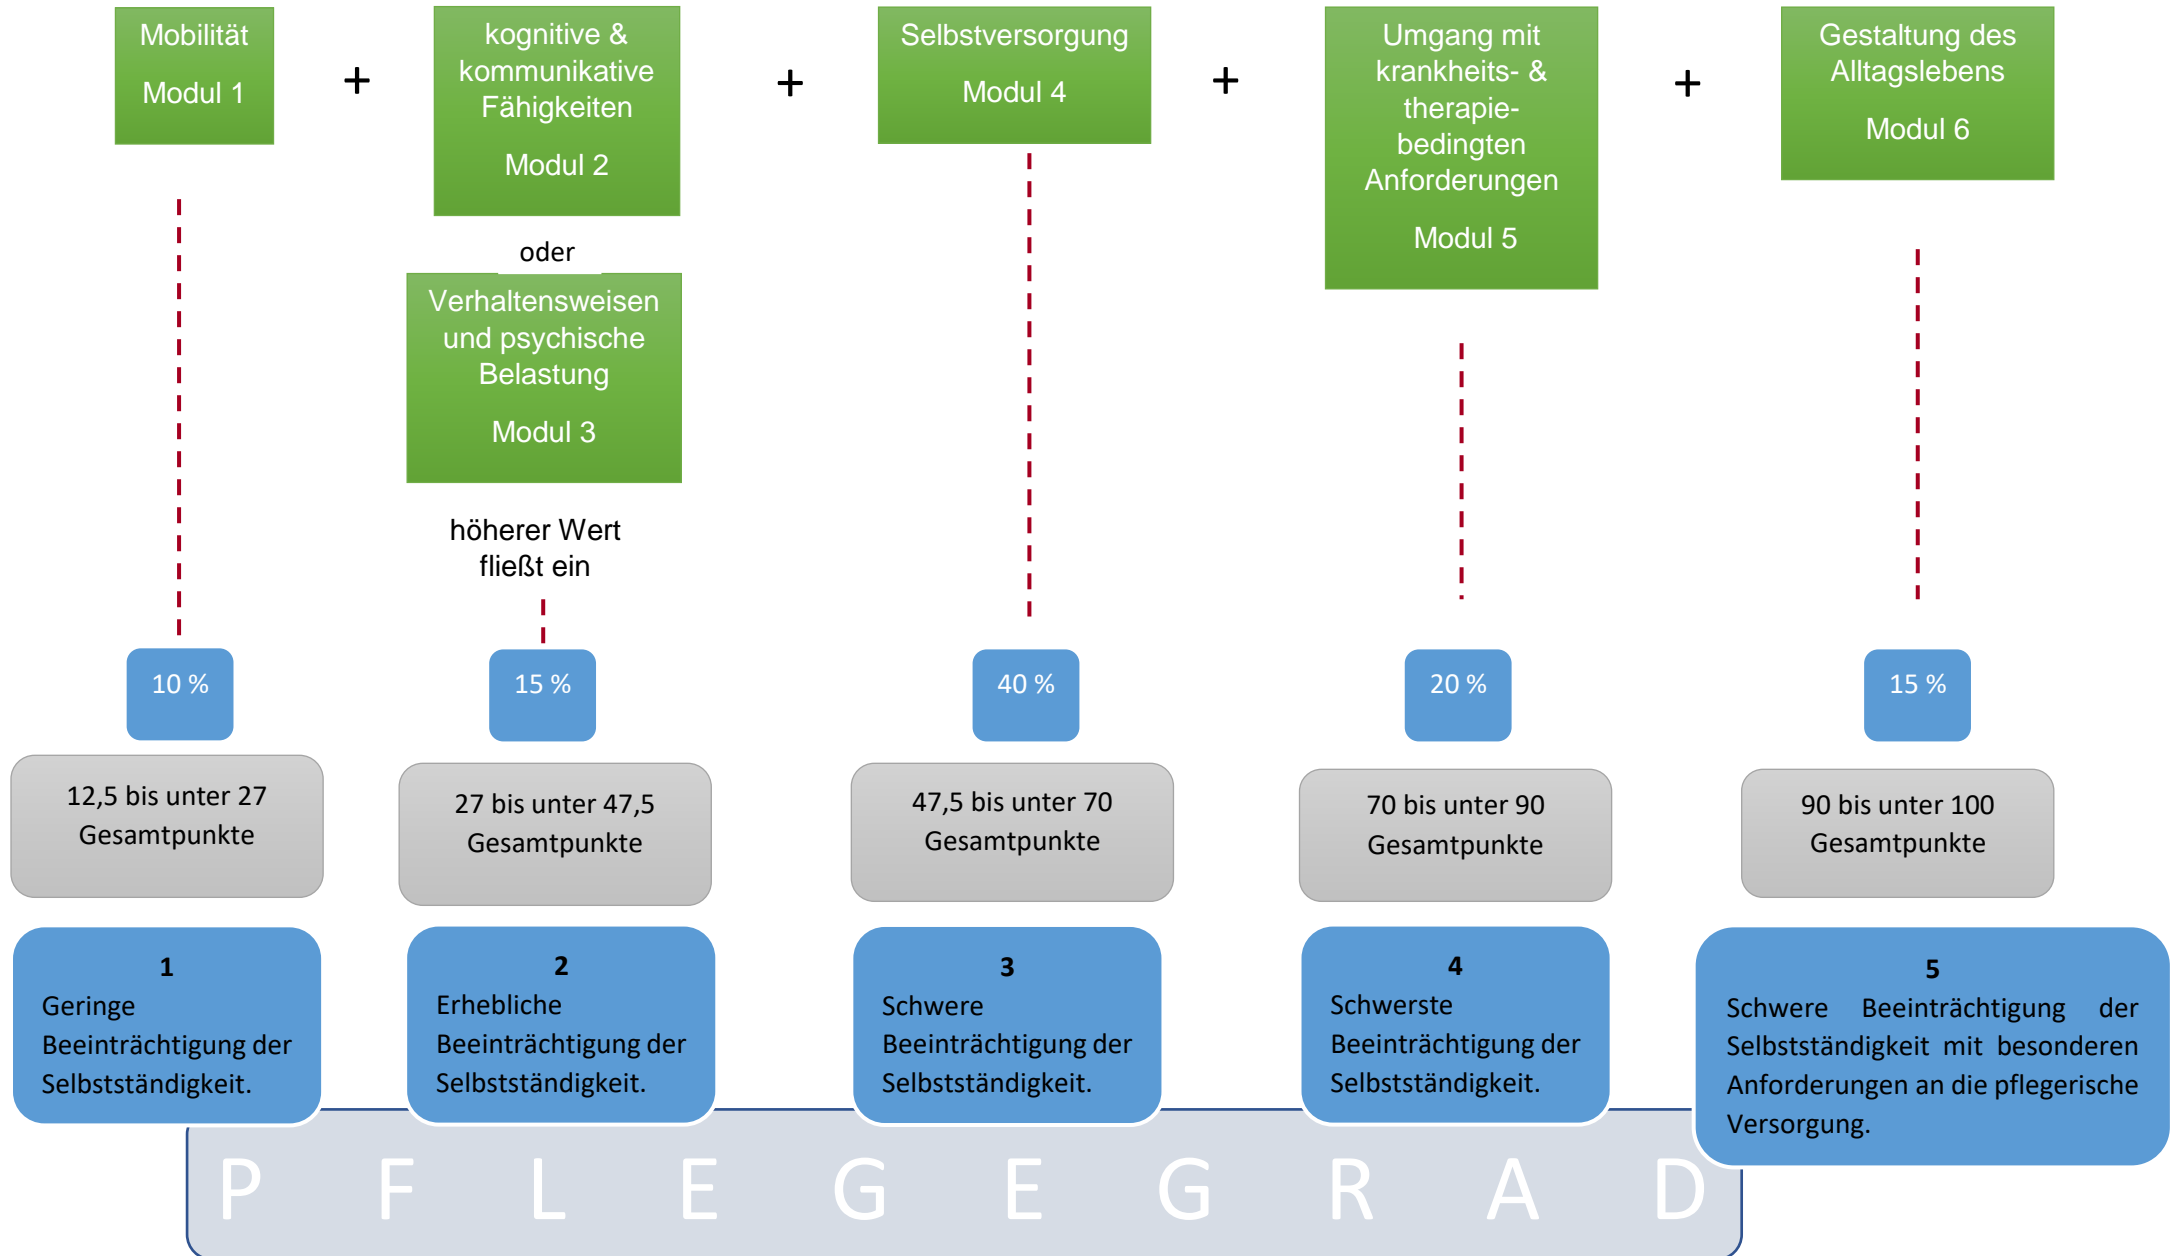 Mobilität
Modul 1
+
kognitive &
kommunikative
Fähigkeiten
Modul 2
oder
Verhaltensweisen
und psychische
Belastung
Modul 3
höherer Wert
fließt ein
+
Selbstversorgung
Modul 4
+
Umgang mit
krankheits- &
therapie-
bedingten
Anforderungen
Modul 5
+
Gestaltung des
Alltagslebens
Modul 6
10 %
15 %
40 %
20 %
15 %
12,5 bis unter 27
Gesamtpunkte
27 bis unter 47,5
Gesamtpunkte
47,5 bis unter 70
Gesamtpunkte
70 bis unter 90
Gesamtpunkte
90 bis unter 100
Gesamtpunkte
1
Geringe
Beeinträchtigung der
Selbstständigkeit.
2
Erhebliche
Beeinträchtigung der
Selbstständigkeit.
3
Schwere
Beeinträchtigung der
Selbstständigkeit.
4
Schwerste
Beeinträchtigung der
Selbstständigkeit.
5
Schwere Beeinträchtigung der
Selbstständigkeit mit besonderen
Anforderungen an die pflegerische
Versorgung.
P F L E G E G R A D